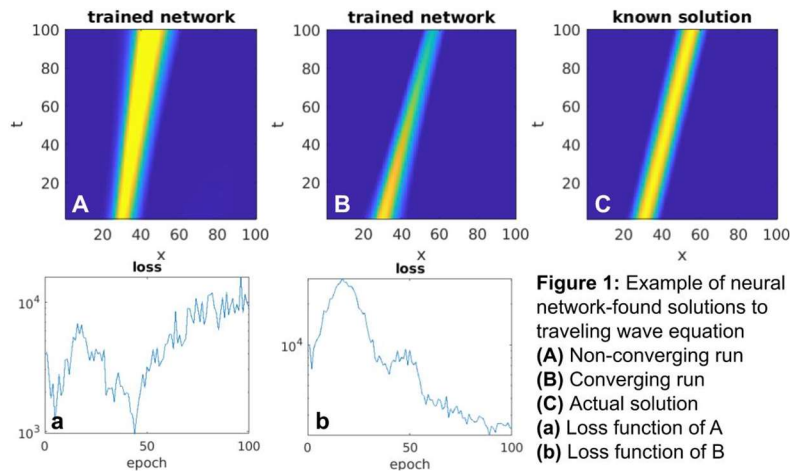 trained network
100
80
60
40
20
t
A
20 40 60 80 100
x
trained network
100
80
60
40
20
t
B
20 40 60 80 100
x
known solution
100
80
60
40
20
t
C
20 40 60 80 100
x
loss
10^4
10^3
a
0 50 100
epoch
loss
10^4
b
0 50 100
epoch
Figure 1: Example of neural
network-found solutions to
traveling wave equation
(A) Non-converging run
(B) Converging run
(C) Actual solution
(a) Loss function of A
(b) Loss function of B